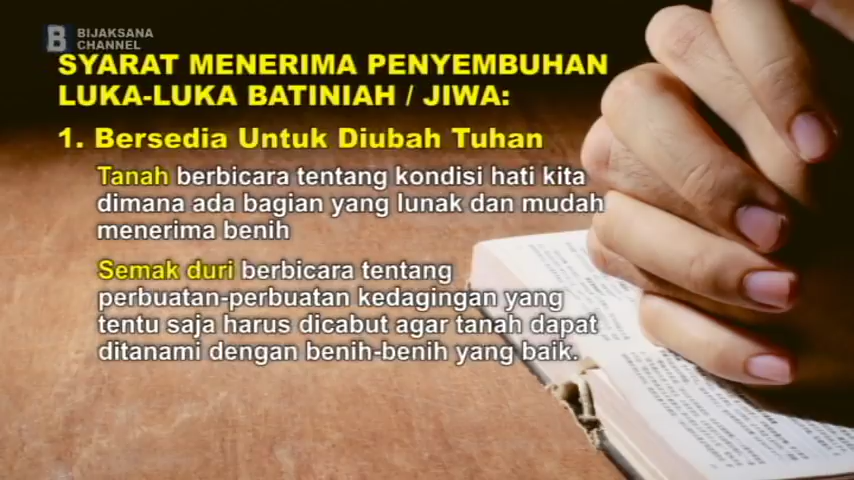 BIJAKSANA
CHANNEL
SYARAT MENERIMA PENYEMBUHAN
LUKA-LUKA BATINIAH / JIWA:
1. Bersedia Untuk Diubah Tuhan
Tanah berbicara tentang kondisi hati kita
dimana ada bagian yang lunak dan mudah
menerima benih
Semak duri berbicara tentang
perbuatan-perbuatan kedagingan yang
tentu saja harus dicabut agar tanah dapat
ditanami dengan benih-benih yang baik.